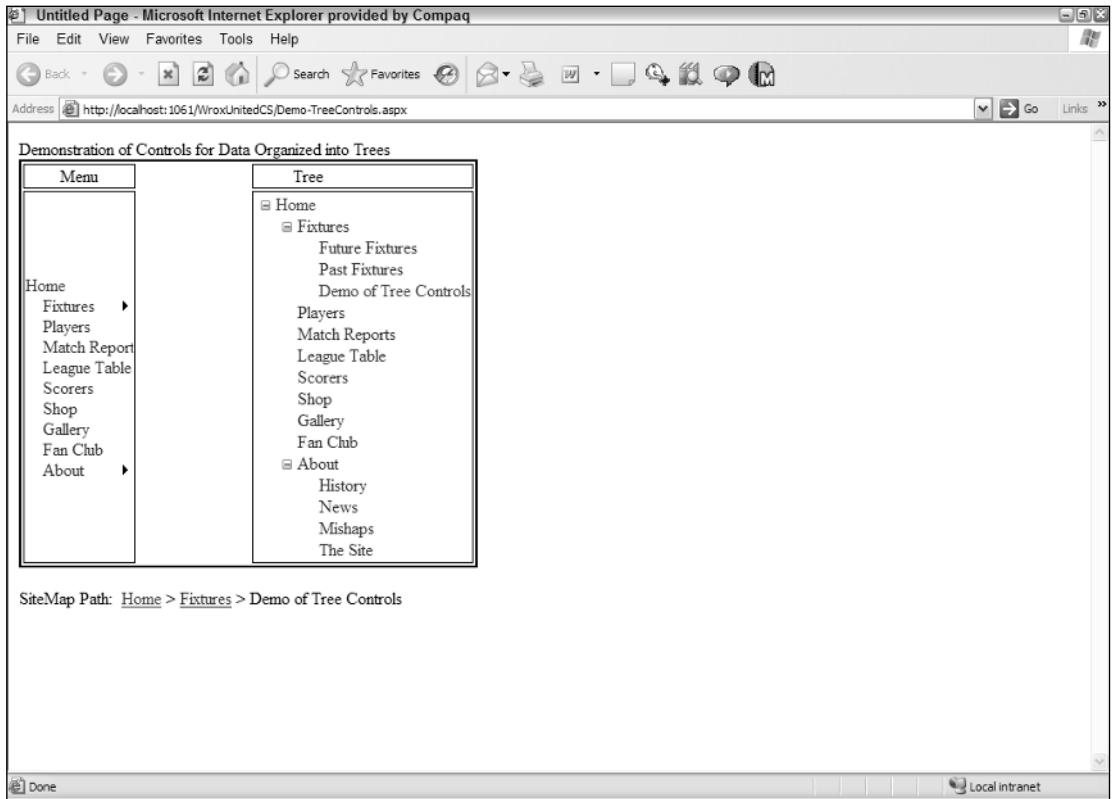 Untitled Page - Microsoft Internet Explorer provided by Compaq
File Edit View Favorites Tools Help
Back Search Favorites
Address http://localhost:1061/WroxUnitedCS/Demo-TreeControls.aspx Go Links »
Demonstration of Controls for Data Organized into Trees
Menu
Home
Fixtures
Players
Match Report
League Table
Scorers
Shop
Gallery
Fan Club
About
Tree
Home
Fixtures
Future Fixtures
Past Fixtures
Demo of Tree Controls
Players
Match Reports
League Table
Scorers
Shop
Gallery
Fan Club
About
History
News
Mishaps
The Site
SiteMap Path: Home > Fixtures > Demo of Tree Controls
Done Local intranet